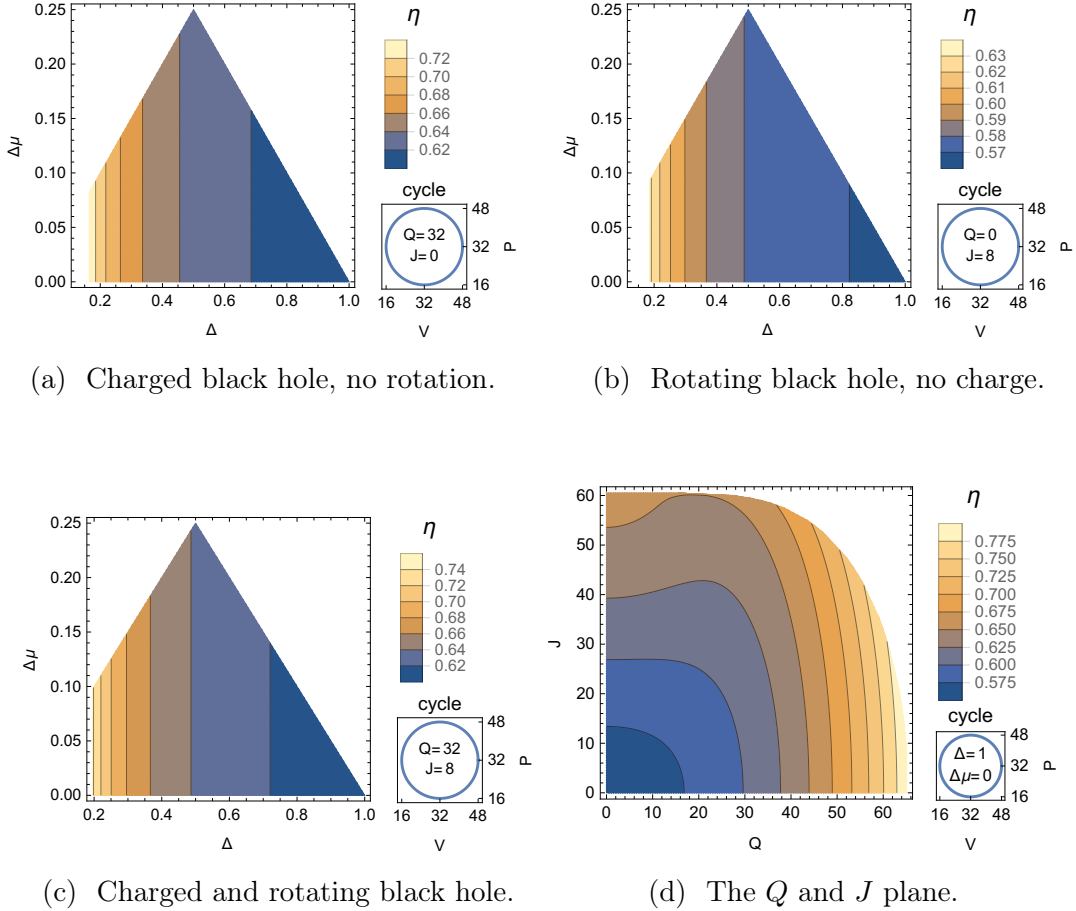 η
0.25
0.20
0.15
0.10
0.05
0.00
Δμ
0.2 0.4 0.6 0.8 1.0
Δ
0.72
0.70
0.68
0.66
0.64
0.62
cycle
Q= 32
J= 0
48
32
16
P
16 32 48
V
(a) Charged black hole, no rotation.
η
0.25
0.20
0.15
0.10
0.05
0.00
Δμ
0.2 0.4 0.6 0.8 1.0
Δ
0.63
0.62
0.61
0.60
0.59
0.58
0.57
cycle
Q= 0
J= 8
48
32
16
P
16 32 48
V
(b) Rotating black hole, no charge.
η
0.25
0.20
0.15
0.10
0.05
0.00
Δμ
0.2 0.4 0.6 0.8 1.0
Δ
0.74
0.72
0.70
0.68
0.66
0.64
0.62
cycle
Q= 32
J= 8
48
32
16
P
16 32 48
V
(c) Charged and rotating black hole.
η
60
50
40
30
20
10
0
J
0 10 20 30 40 50 60
Q
0.775
0.750
0.725
0.700
0.675
0.650
0.625
0.600
0.575
cycle
Δ= 1
Δμ= 0
48
32
16
P
16 32 48
V
(d) The Q and J plane.